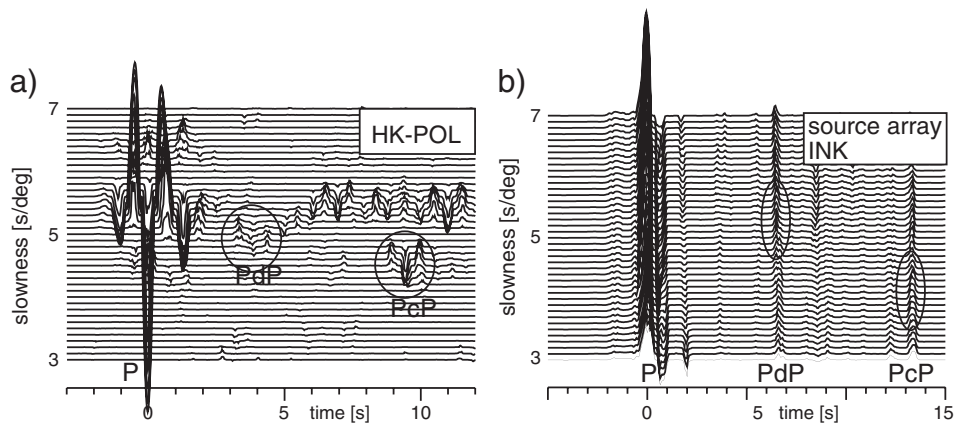 a)
HK-POL
slowness [s/deg]
7
5
3
PdP
PcP
P
0
5
time [s]
10
b)
source array
INK
slowness [s/deg]
7
5
3
P
PdP
PcP
0
5
time [s]
15